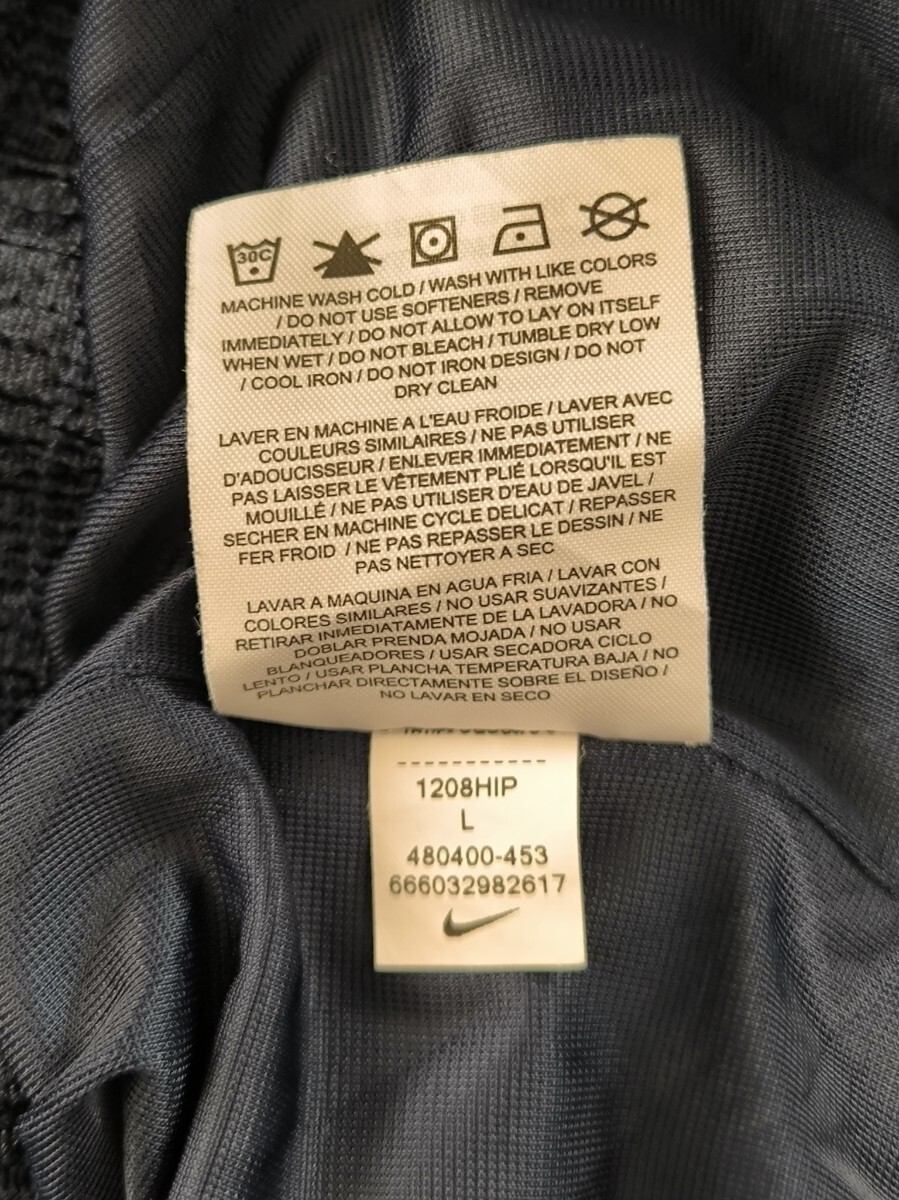 30C
MACHINE WASH COLD / WASH WITH LIKE COLORS
/ DO NOT USE SOFTENERS / REMOVE
IMMEDIATELY / DO NOT ALLOW TO LAY ON ITSELF
WHEN WET / DO NOT BLEACH / TUMBLE DRY LOW
/ COOL IRON / DO NOT IRON DESIGN / DO NOT
DRY CLEAN
LAVER EN MACHINE A L'EAU FROIDE / LAVER AVEC
COULEURS SIMILAIRES / NE PAS UTILISER
D'ADOUCISSEUR / ENLEVER IMMEDIATEMENT / NE
PAS LAISSER LE VÊTEMENT PLIÉ LORSQU'IL EST
MOUILLÉ / NE PAS UTILISER D'EAU DE JAVEL /
SECHER EN MACHINE CYCLE DELICAT / REPASSER
FER FROID / NE PAS REPASSER LE DESSIN / NE
PAS NETTOYER A SEC
LAVAR A MAQUINA EN AGUA FRIA / LAVAR CON
COLORES SIMILARES / NO USAR SUAVIZANTES /
RETIRAR INMEDIATAMENTE DE LA LAVADORA / NO
DOBLAR PRENDA MOJADA / NO USAR
BLANQUEADORES / USAR SECADORA CICLO
LENTO / USAR PLANCHA TEMPERATURA BAJA / NO
PLANCHAR DIRECTAMENTE SOBRE EL DISEÑO /
NO LAVAR EN SECO
-----------
1208HIP
L
480400-453
666032982617